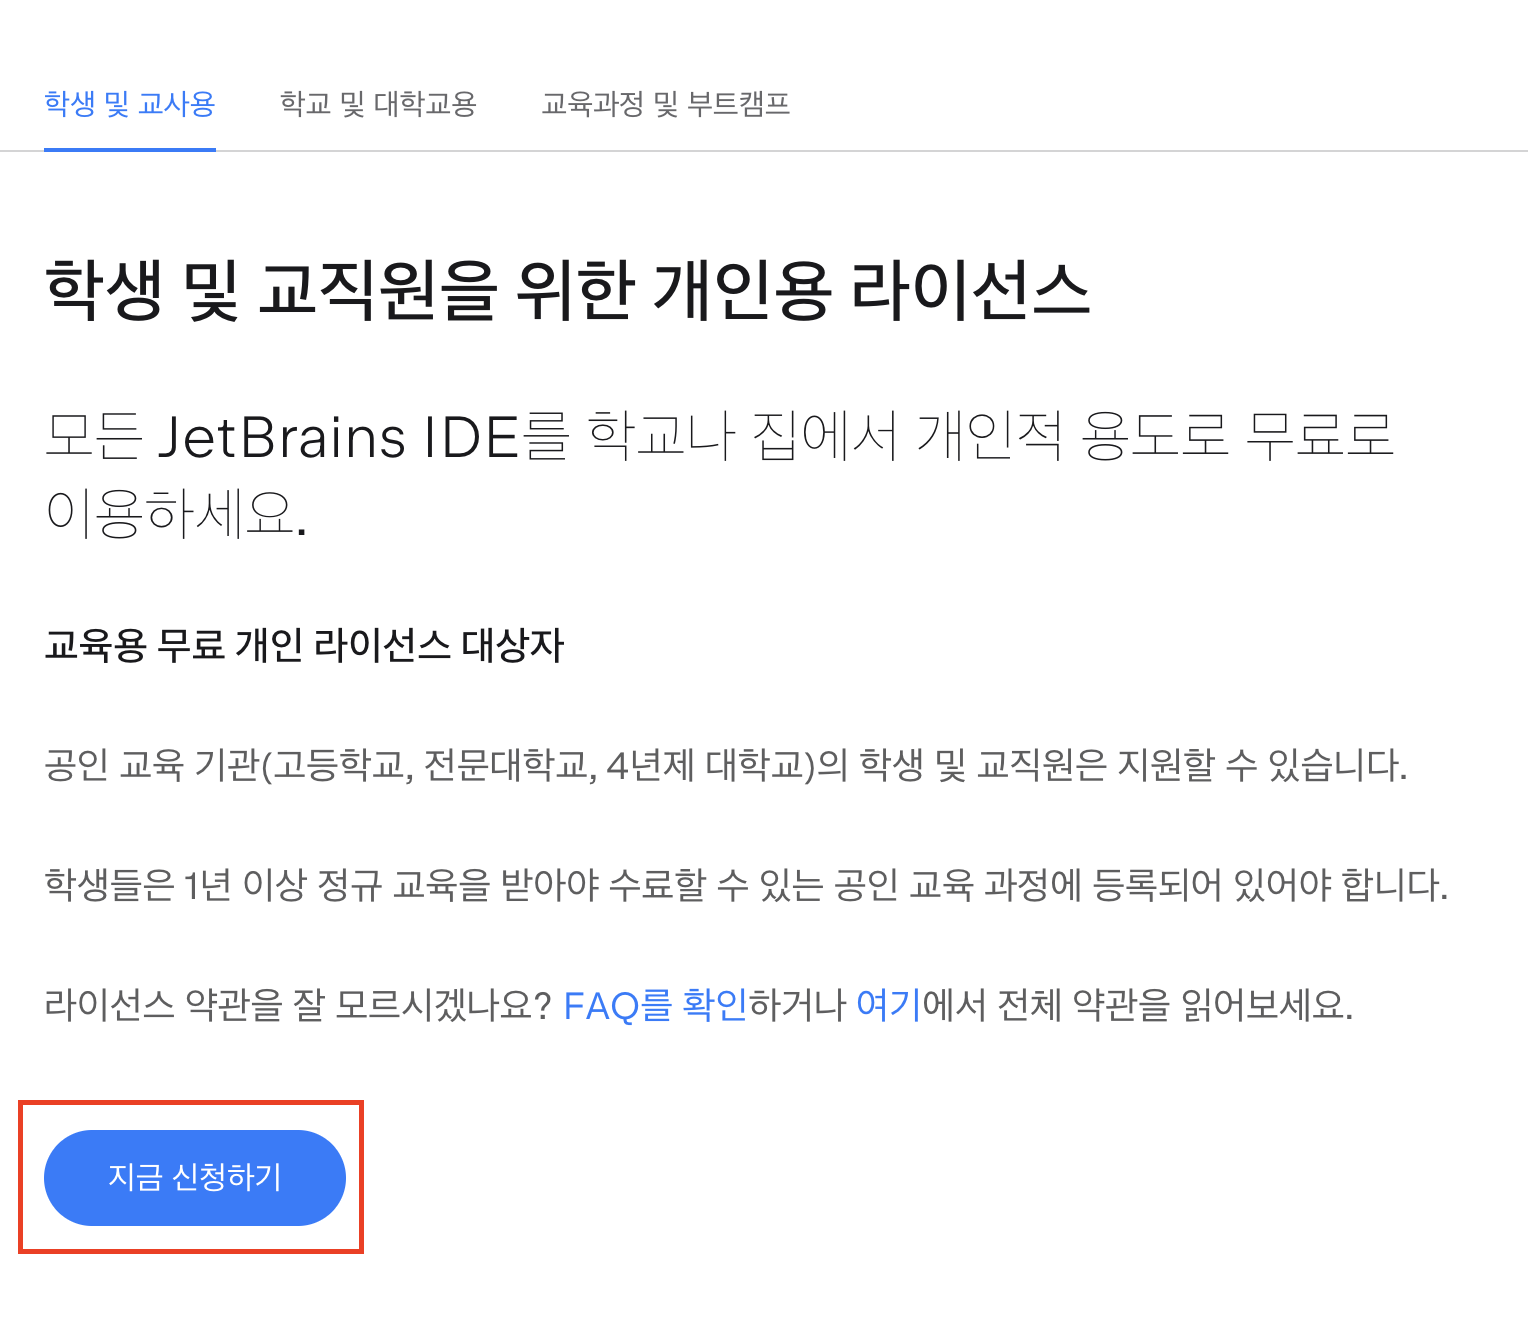 학생 및 교사용
학교 및 대학교용
교육과정 및 부트캠프
학생 및 교직원을 위한 개인용 라이선스
모든 JetBrains IDE를 학교나 집에서 개인적 용도로 무료로
이용하세요.
교육용 무료 개인 라이선스 대상자
공인 교육 기관(고등학교, 전문대학교, 4년제 대학교)의 학생 및 교직원은 지원할 수 있습니다.
학생들은 1년 이상 정규 교육을 받아야 수료할 수 있는 공인 교육 과정에 등록되어 있어야 합니다.
라이선스 약관을 잘 모르시겠나요? FAQ를 확인하거나 여기에서 전체 약관을 읽어보세요.
지금 신청하기